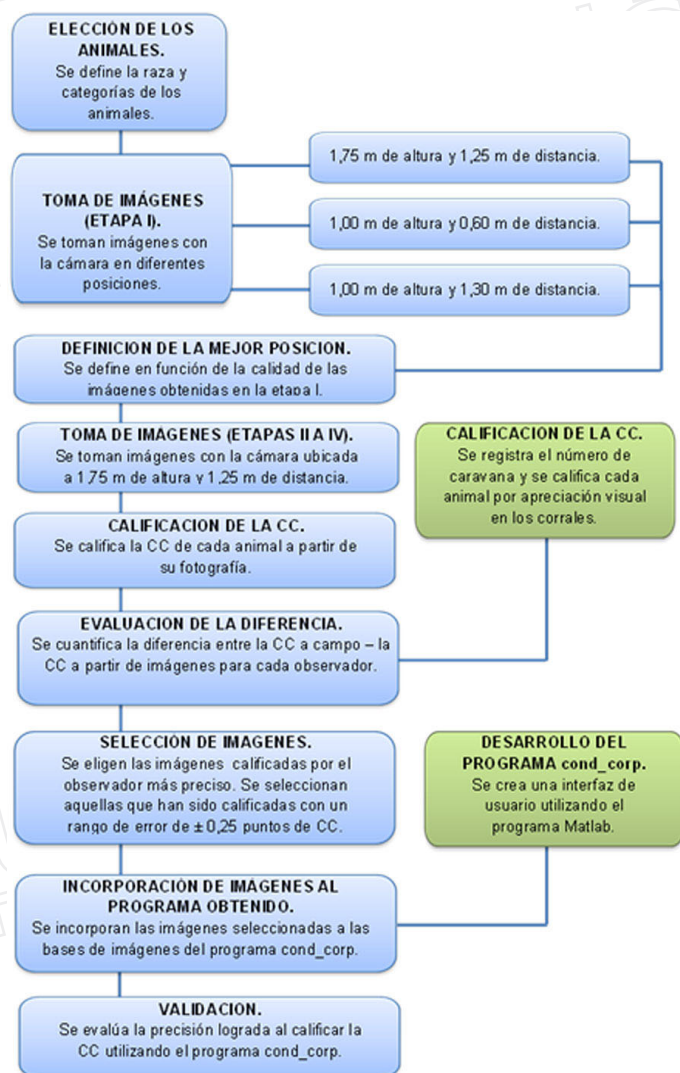 ELECCIÓN DE LOS
ANIMALES.
Se define la raza y
categorías de los
animales.
TOMA DE IMÁGENES
(ETAPA I).
Se toman imágenes con
la cámara en diferentes
posiciones.
1,75 m de altura y 1,25 m de distancia.
1,00 m de altura y 0,60 m de distancia.
1,00 m de altura y 1,30 m de distancia.
DEFINICION DE LA MEJOR POSICION.
Se define en función de la calidad de las
imágenes obtenidas en la etapa I.
TOMA DE IMÁGENES (ETAPAS II A IV).
Se toman imágenes con la cámara ubicada
a 1,75 m de altura y 1,25 m de distancia.
CALIFICACION DE LA CC.
Se registra el número de
caravana y se califica cada
animal por apreciación visual
en los corrales.
CALIFICACION DE LA CC.
Se califica la CC de cada animal a partir de
su fotografía.
EVALUACION DE LA DIFERENCIA.
Se cuantifica la diferencia entre la CC a campo – la
CC a partir de imágenes para cada observador.
SELECCIÓN DE IMAGENES.
Se eligen las imágenes calificadas por el
observador más preciso. Se seleccionan
aquellas que han sido calificadas con un
rango de error de ± 0,25 puntos de CC.
DESARROLLO DEL
PROGRAMA cond_corp.
Se crea una interfaz de
usuario utilizando el
programa Matlab.
INCORPORACIÓN DE IMÁGENES AL
PROGRAMA OBTENIDO.
Se incorporan las imágenes seleccionadas a las
bases de imágenes del programa cond_corp.
VALIDACION.
Se evalúa la precisión lograda al calificar la
CC utilizando el programa cond_corp.